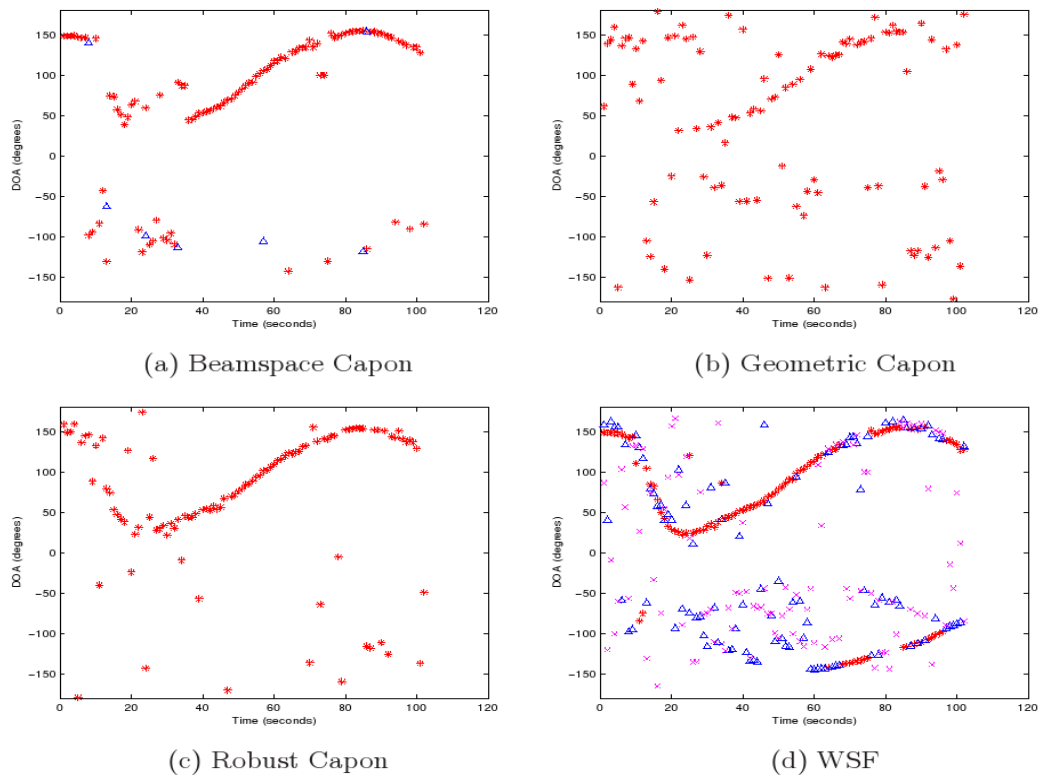 150
100
50
0
−50
−100
−150
DOA (degrees)
0 20 40 60 80 100 120
Time (seconds)
(a) Beamspace Capon
150
100
50
0
−50
−100
−150
DOA (degrees)
0 20 40 60 80 100 120
Time (seconds)
(b) Geometric Capon
150
100
50
0
−50
−100
−150
DOA (degrees)
0 20 40 60 80 100 120
Time (seconds)
(c) Robust Capon
150
100
50
0
−50
−100
−150
DOA (degrees)
0 20 40 60 80 100 120
Time (seconds)
(d) WSF